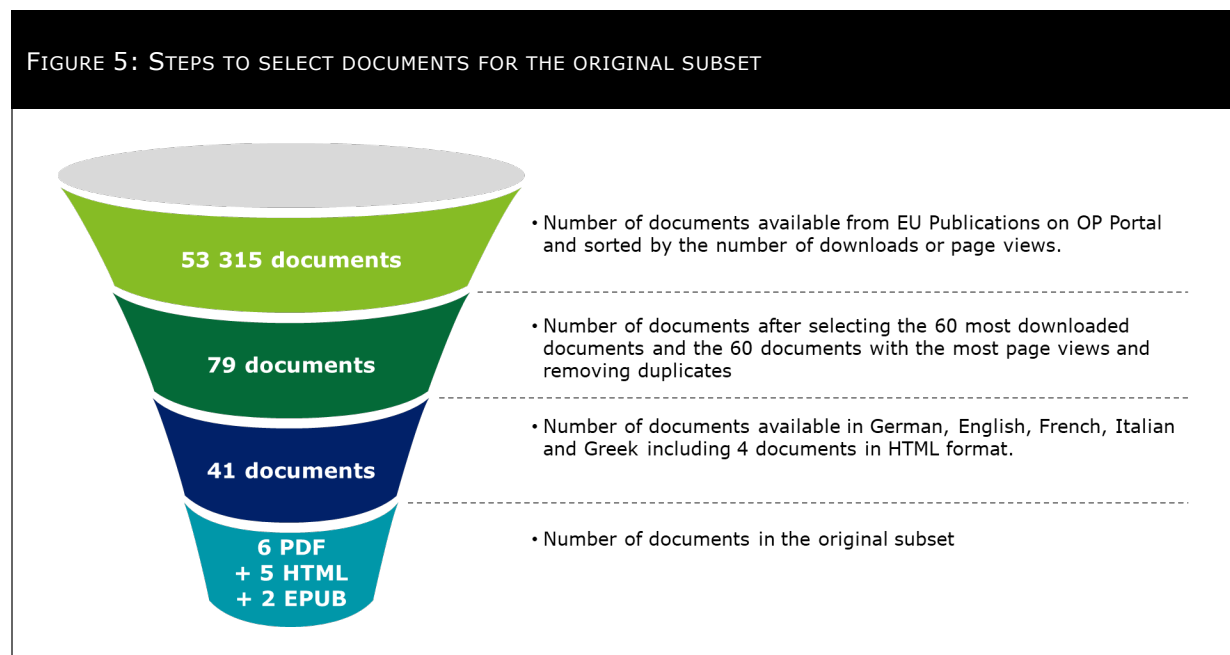 FIGURE 5: STEPS TO SELECT DOCUMENTS FOR THE ORIGINAL SUBSET
53 315 documents
• Number of documents available from EU Publications on OP Portal
and sorted by the number of downloads or page views.
79 documents
• Number of documents after selecting the 60 most downloaded
documents and the 60 documents with the most page views and
removing duplicates
41 documents
• Number of documents available in German, English, French, Italian
and Greek including 4 documents in HTML format.
6 PDF
+ 5 HTML
+ 2 EPUB
• Number of documents in the original subset